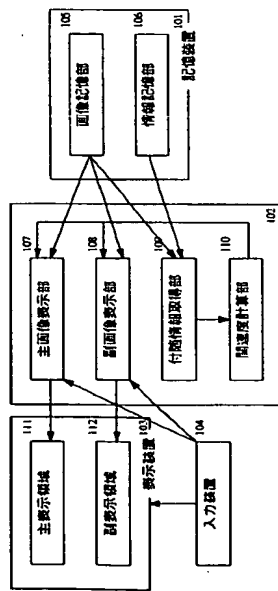 105
画像記憶部
106
情報記憶部
101
記憶装置
107
主画像表示部
108
副画像表示部
109
付随情報取得部
110
関連度計算部
102
111
主表示領域
112
副表示領域
103
表示装置
104
入力装置